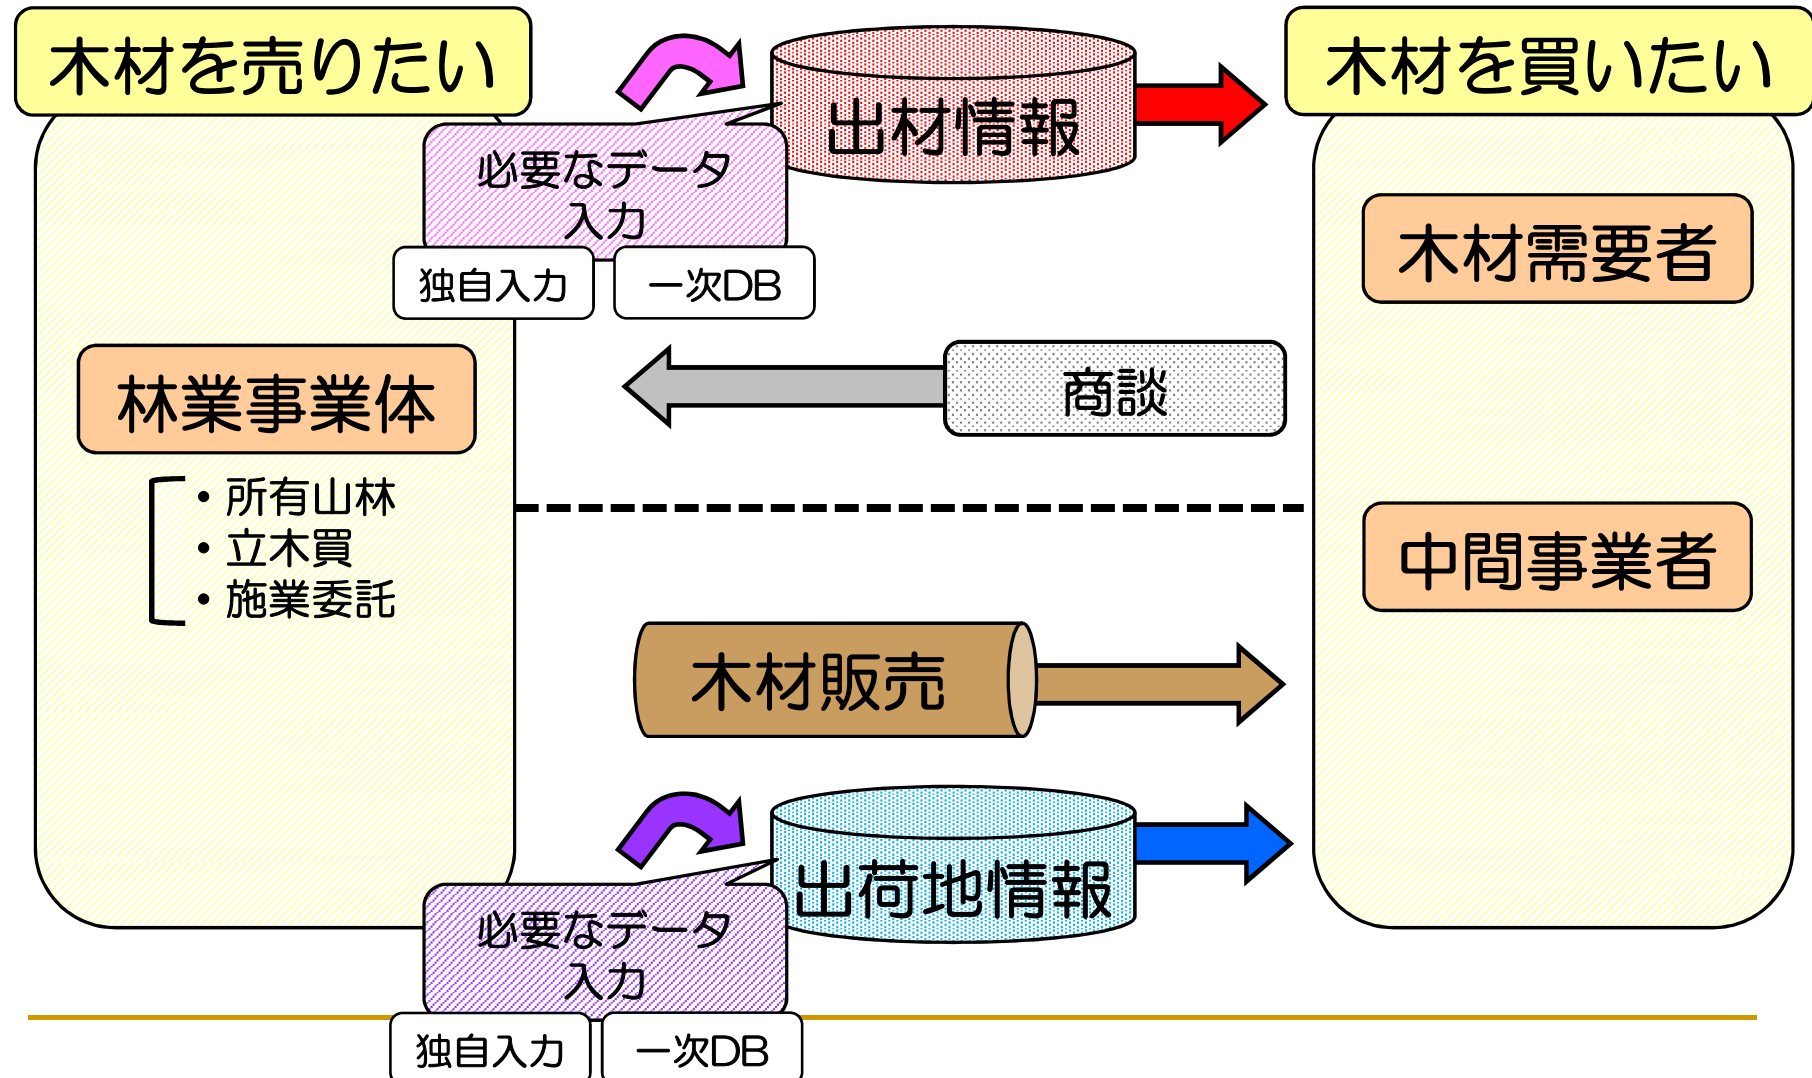 木材を売りたい
出材情報
木材を買いたい
必要なデータ
入力
独自入力
一次DB
木材需要者
林業事業体
商談
・所有山林
・立木買
・施業委託
中間事業者
木材販売
出荷地情報
必要なデータ
入力
独自入力
一次DB